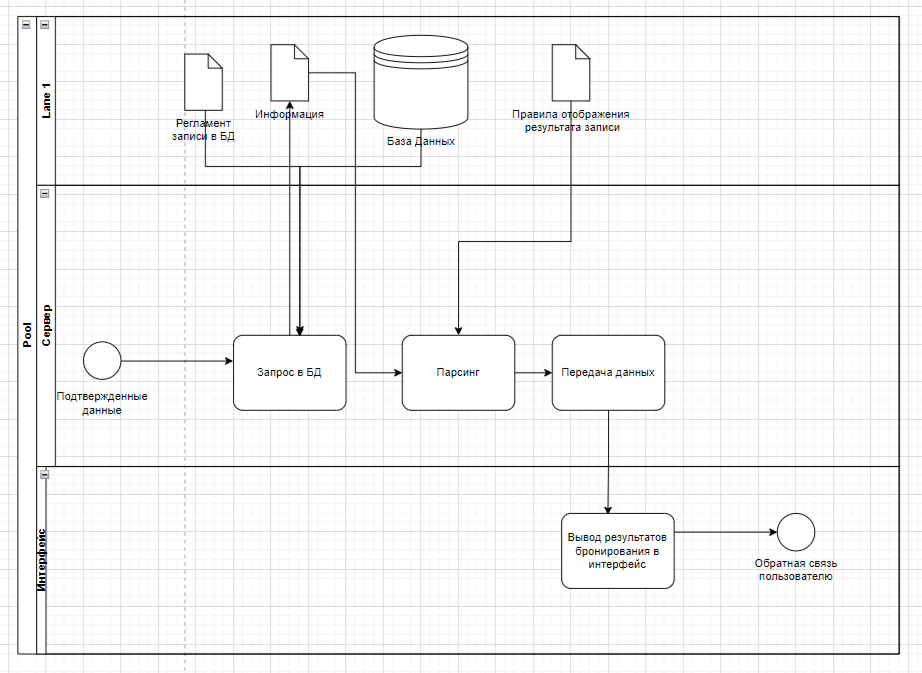 Pool
Lane 1
Регламент
записи в БД
Информация
База Данных
Правила отображения
результата записи
Сервер
Подтвержденные
данные
Запрос в БД
Парсинг
Передача данных
Интерфейс
Вывод результатов
бронирования в
интерфейс
Обратная связь
пользователю